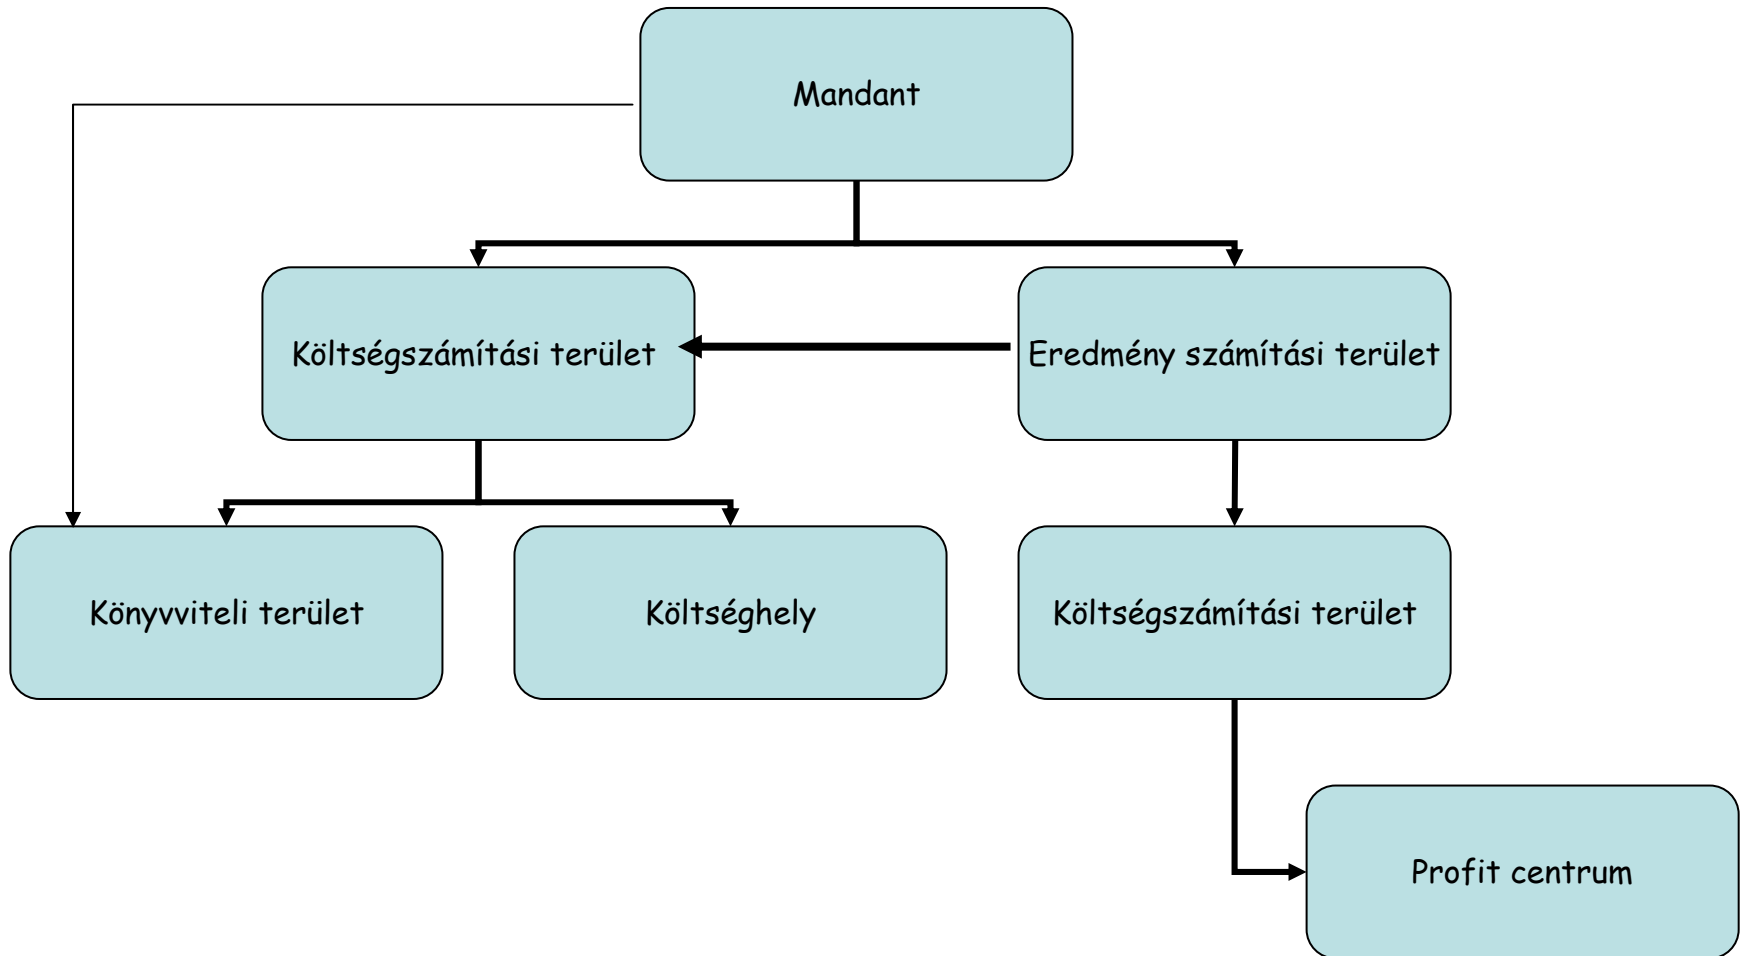 Mandant
Költségszámítási terület
Eredmény számítási terület
Könyvviteli terület
Költséghely
Költségszámítási terület
Profit centrum